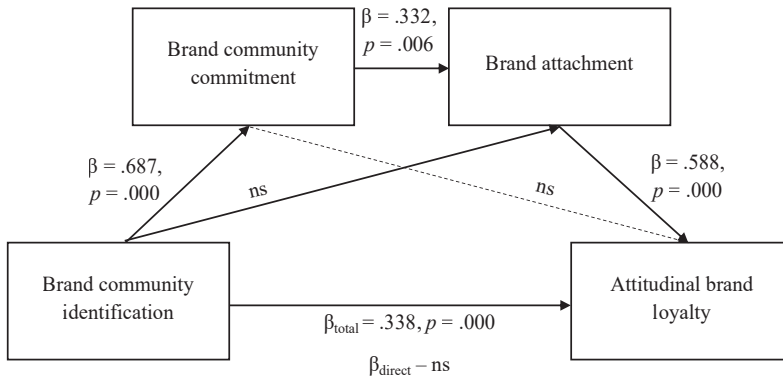 β = .332,
p = .006
Brand community
commitment
Brand attachment
β = .687,
p = .000
ns
ns
β = .588,
p = .000
Brand community
identification
Attitudinal brand
loyalty
βtotal = .338, p = .000
βdirect – ns